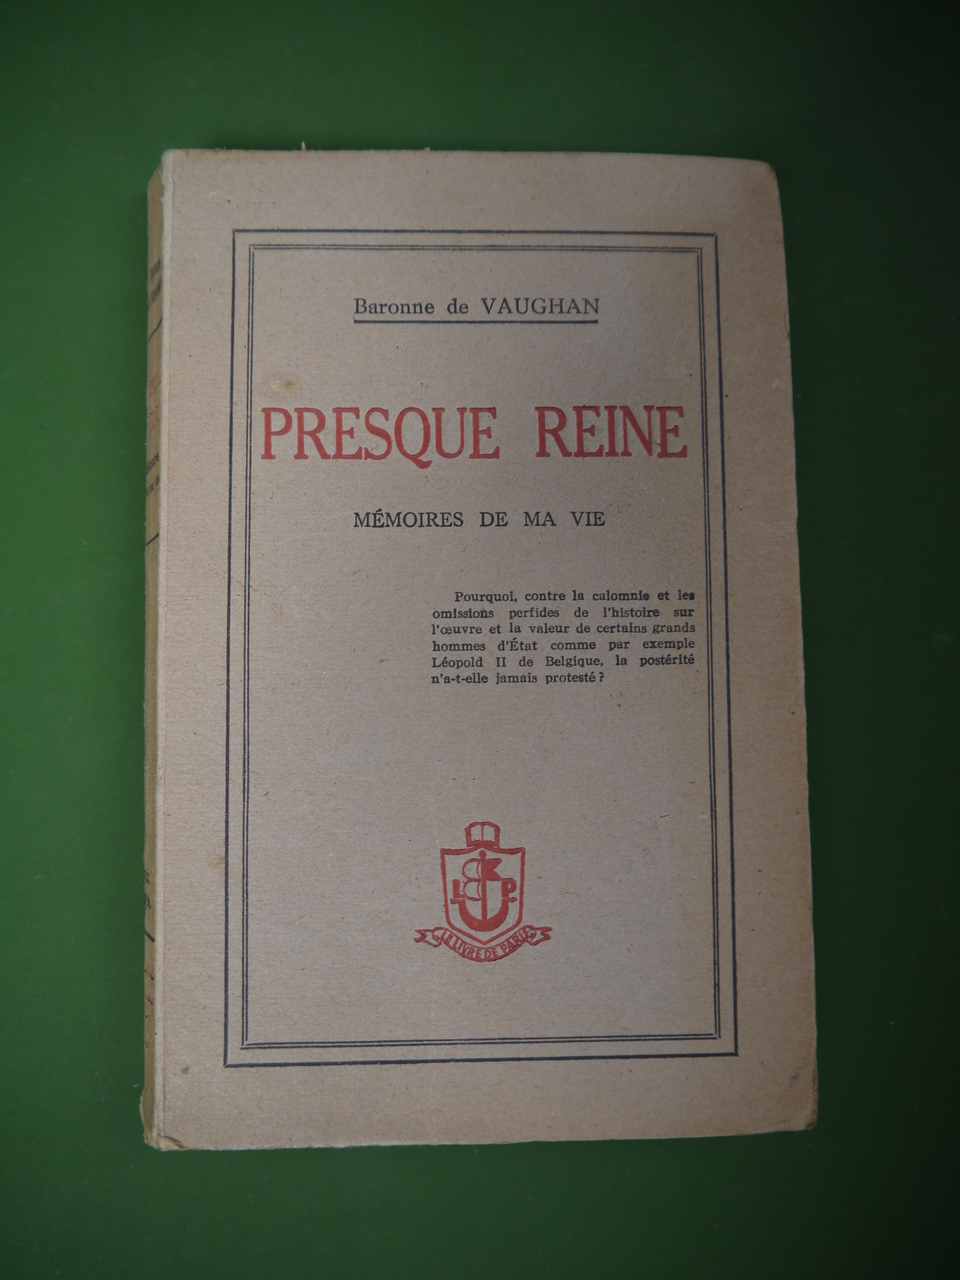 Baronne de VAUGHAN
PRESQUE REINE
MÉMOIRES DE MA VIE
Pourquoi, contre la calomnie et les
omissions perfides de l'histoire sur
l'œuvre et la valeur de certains grands
hommes d'État comme par exemple
Léopold II de Belgique, la postérité
n'a-t-elle jamais protesté ?
L P
LE LIVRE DE PARIS